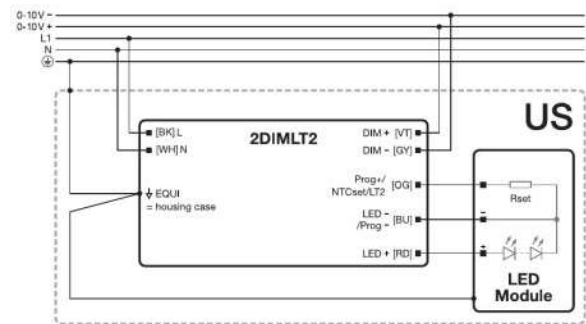 0-10V -
0-10V +
L1
N
US
2DIMLT2
[BK] L
[WH] N
EQUI
= housing case
DIM + [VT]
DIM - [GY]
Prog+/
NTCset/LT2 [OG]
LED -
/Prog - [BU]
LED + [RD]
Rset
-
+
LED
Module